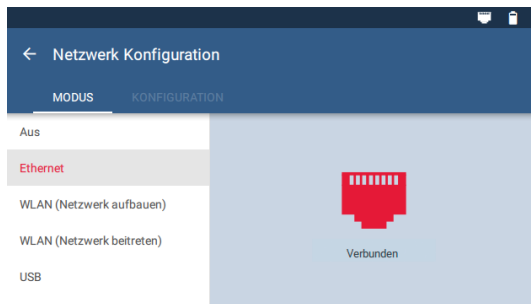 Netzwerk Konfiguration
MODUS KONFIGURATION
Aus
Ethernet
WLAN (Netzwerk aufbauen)
WLAN (Netzwerk beitreten)
USB
Verbunden